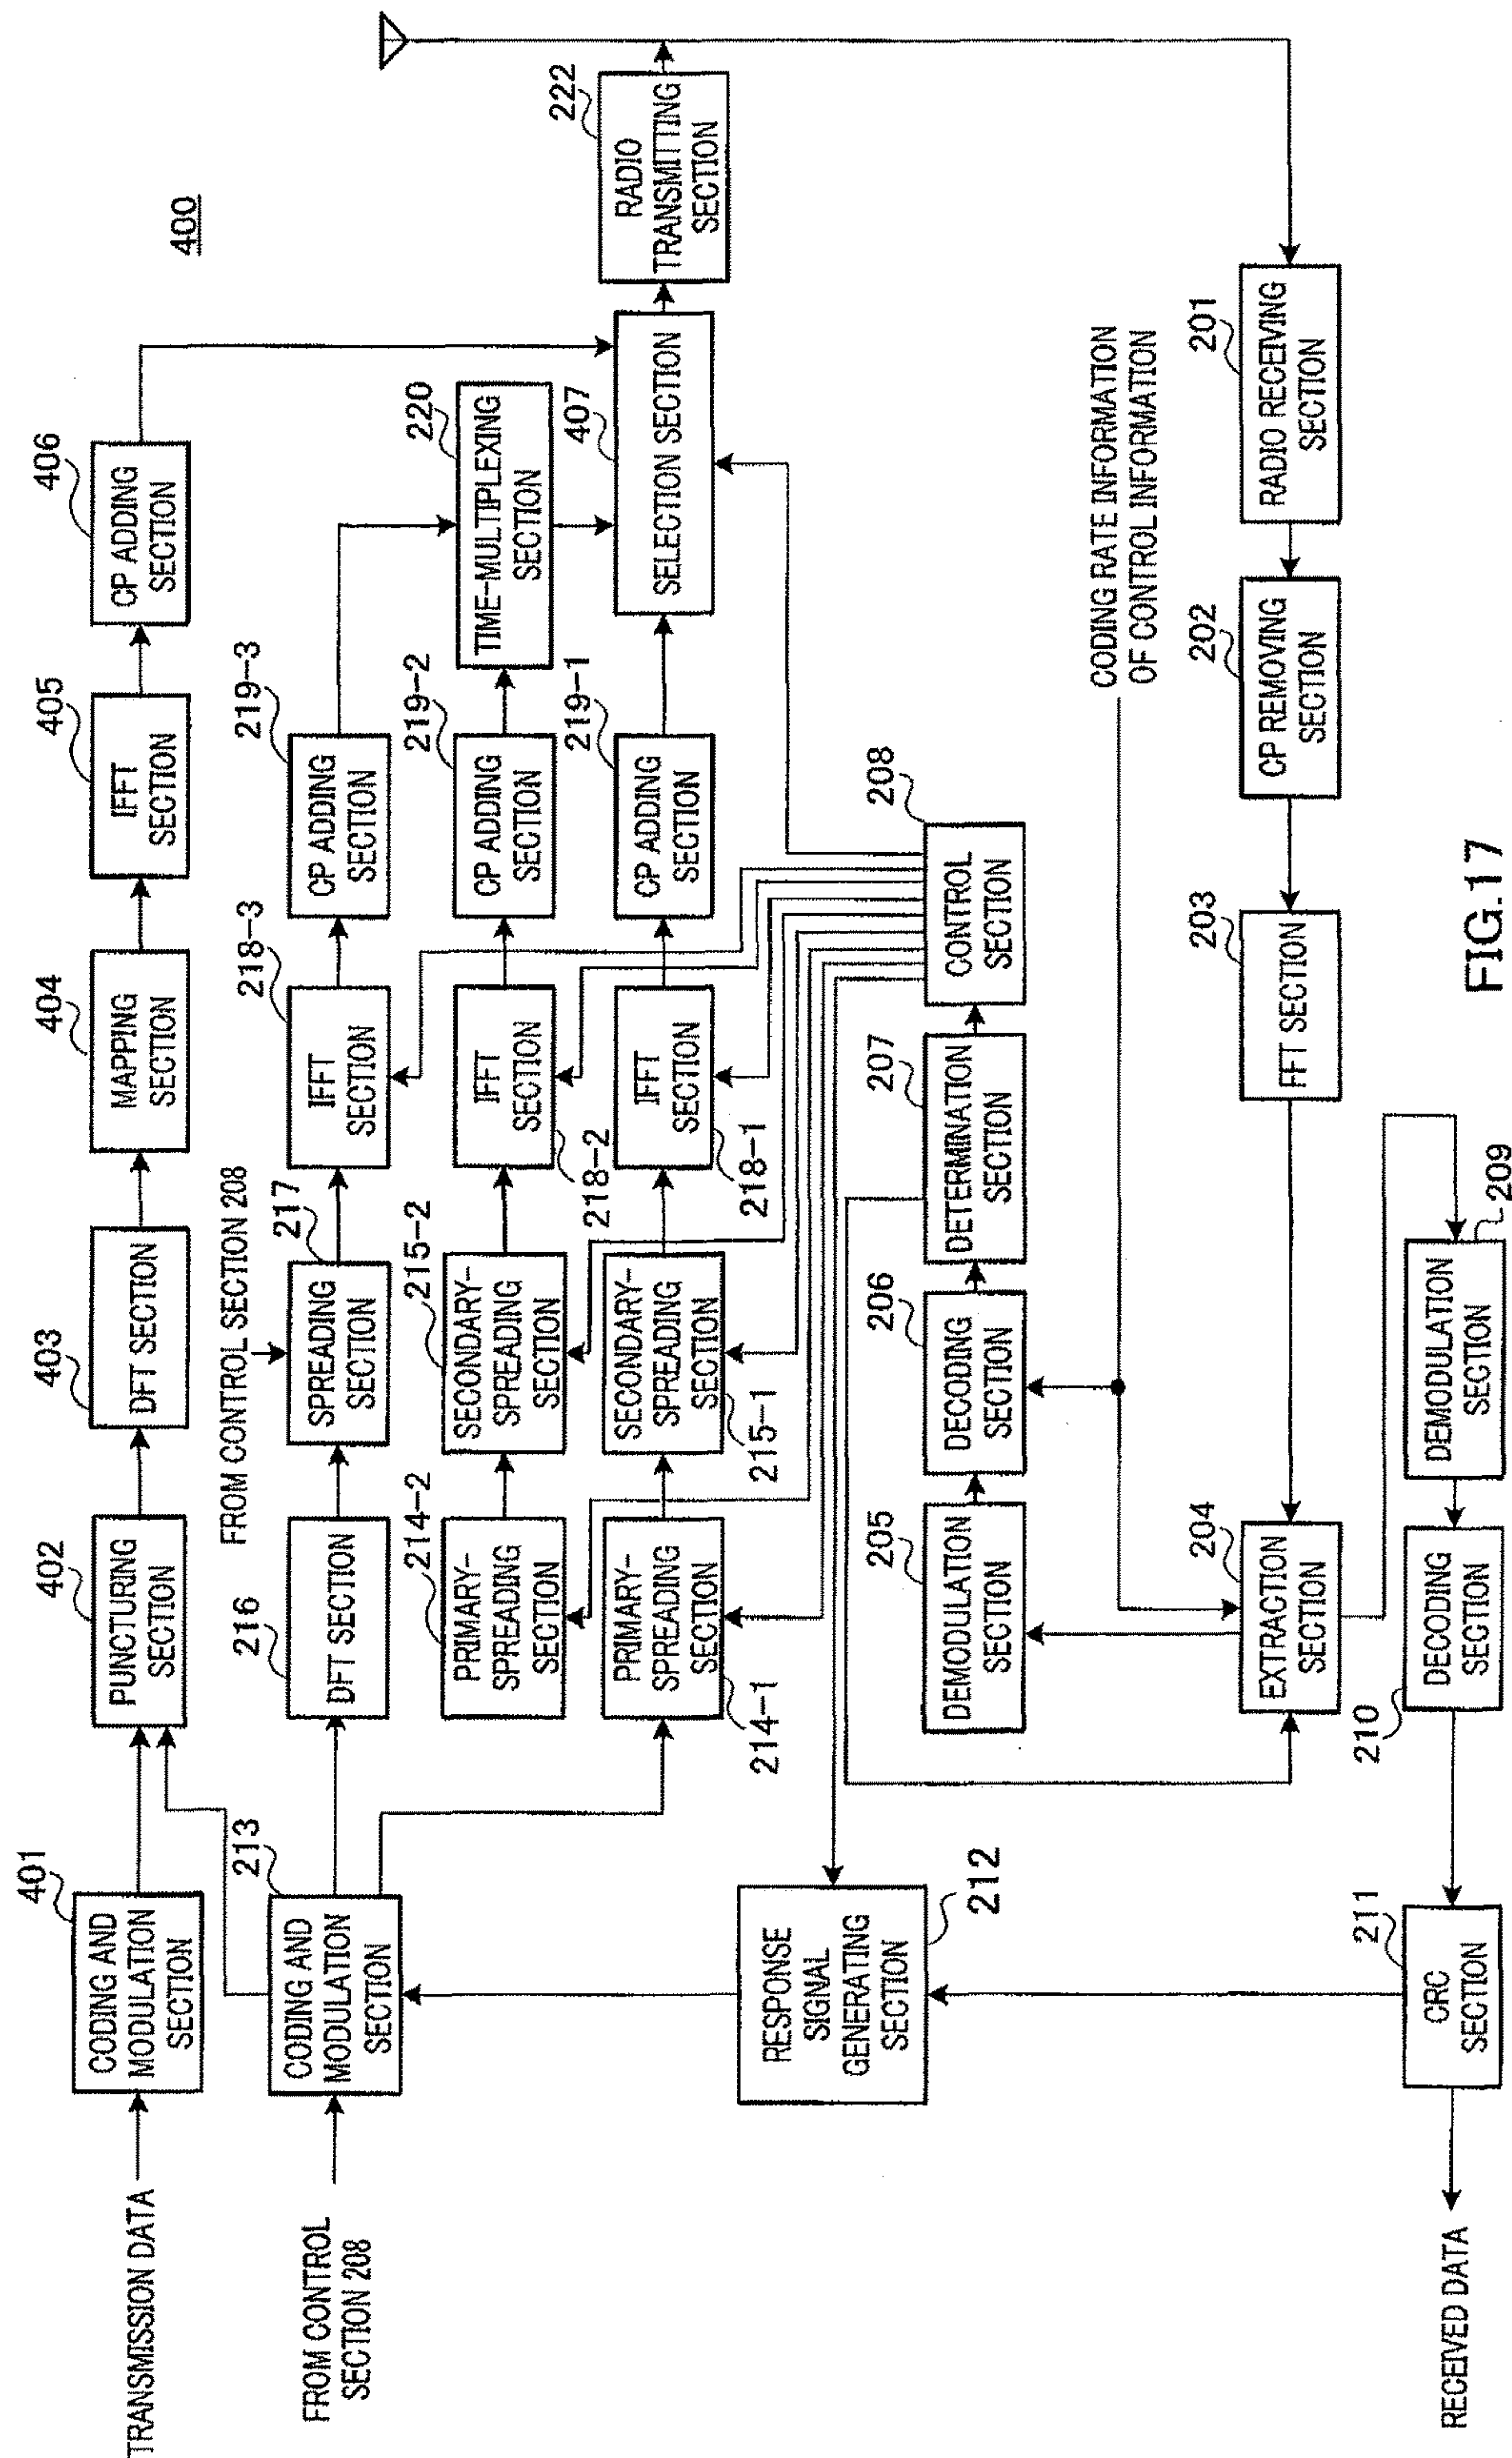 400
401
CODING AND
MODULATION
SECTION
TRANSMISSION DATA
402
PUNCTURING
SECTION
403
DFT SECTION
404
MAPPING
SECTION
405
IFFT
SECTION
406
CP ADDING
SECTION
213
CODING AND
MODULATION
SECTION
FROM CONTROL
SECTION 208
216
DFT SECTION
FROM CONTROL SECTION 208
217
SPREADING
SECTION
218-3
IFFT
SECTION
219-3
CP ADDING
SECTION
214-2
PRIMARY-
SPREADING
SECTION
215-2
SECONDARY-
SPREADING
SECTION
IFFT
SECTION
218-2
219-2
CP ADDING
SECTION
220
TIME-MULTIPLEXING
SECTION
PRIMARY-
SPREADING
SECTION
214-1
SECONDARY-
SPREADING
SECTION
215-1
IFFT
SECTION
218-1
219-1
CP ADDING
SECTION
407
SELECTION SECTION
222
RADIO
TRANSMITTING
SECTION
RESPONSE
SIGNAL
GENERATING
SECTION
212
205
DEMODULATION
SECTION
206
DECODING
SECTION
207
DETERMINATION
SECTION
208
CONTROL
SECTION
CODING RATE INFORMATION
OF CONTROL INFORMATION
204
EXTRACTION
SECTION
203
FFT SECTION
202
CP REMOVING
SECTION
201
RADIO RECEIVING
SECTION
RECEIVED DATA
211
CRC
SECTION
210
DECODING
SECTION
DEMODULATION
SECTION
209
FIG.17